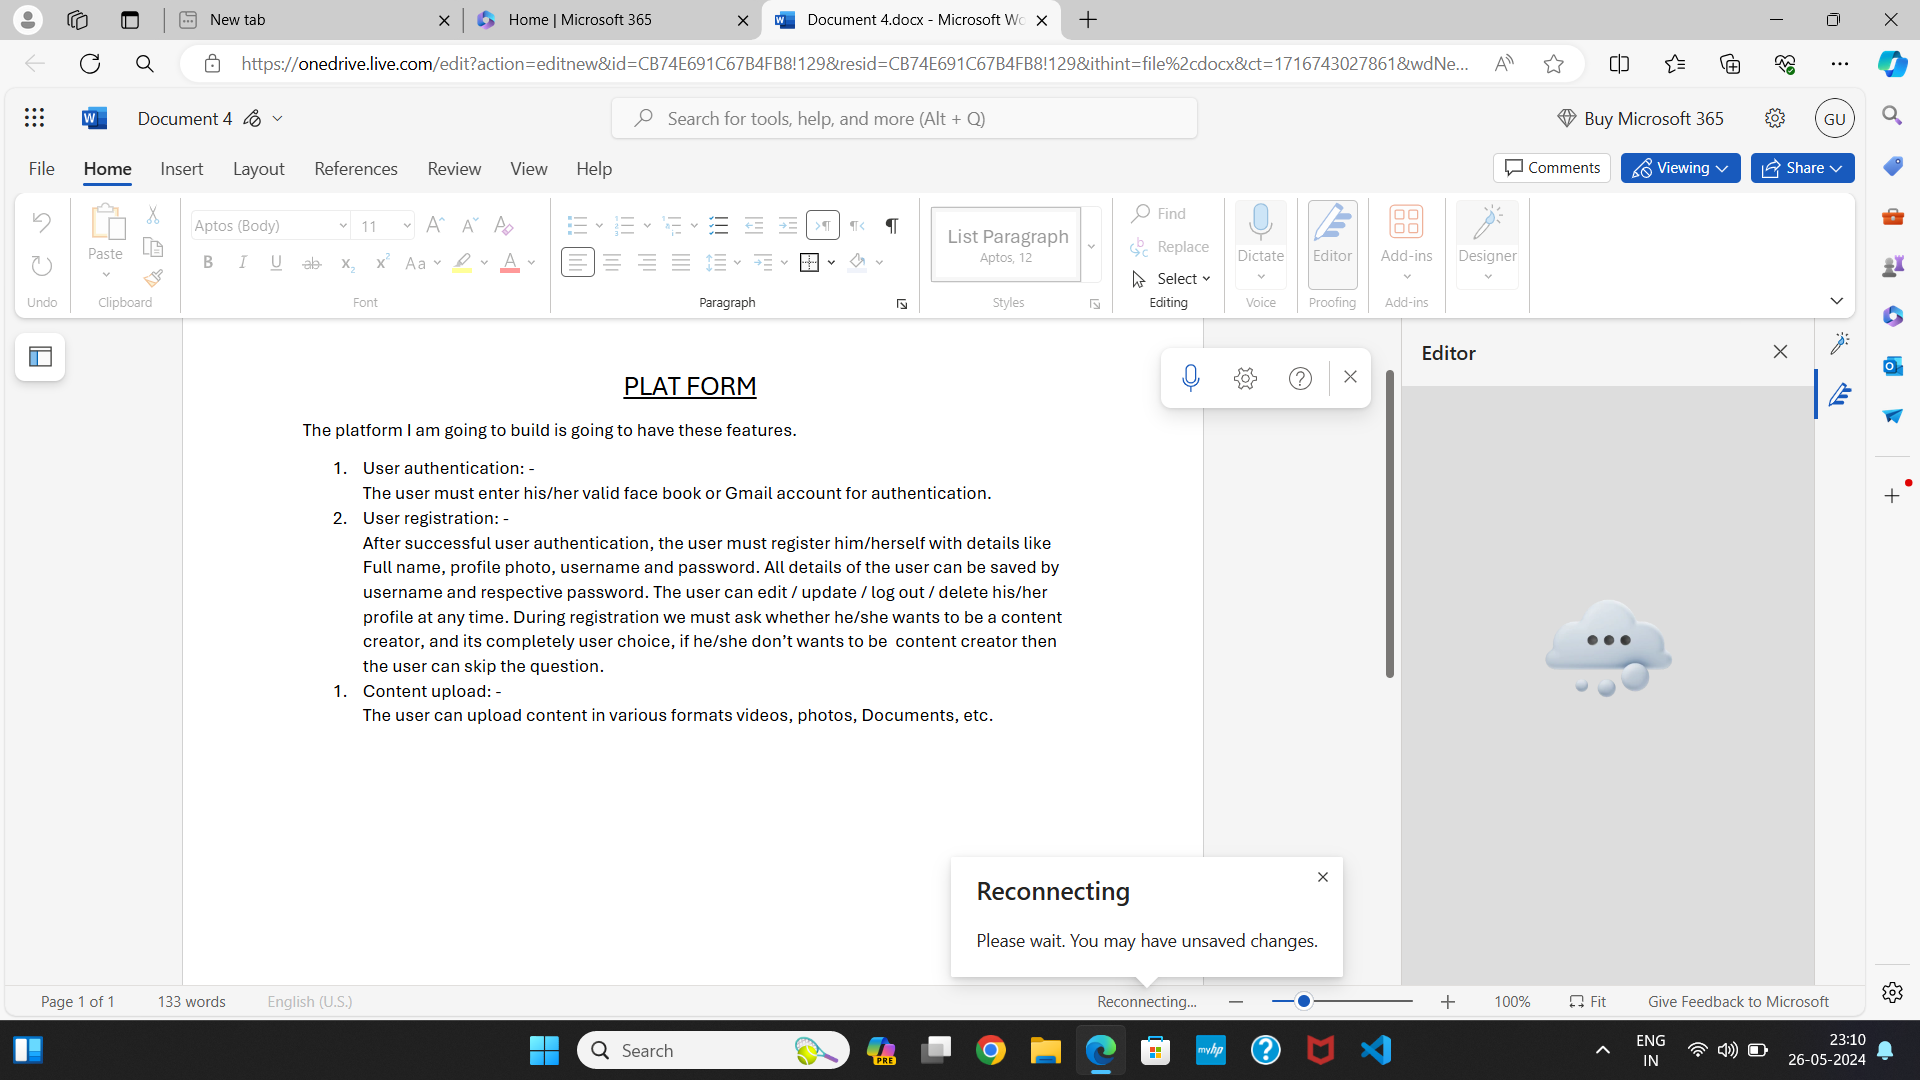 New tab
Home | Microsoft 365
Document 4.docx - Microsoft Wo
https://onedrive.live.com/edit?action=editnew&id=CB74E691C67B4FB8!129&resid=CB74E691C67B4FB8!129&ithint=file%2cdocx&ct=1716743027861&wdNe...
Document 4
Search for tools, help, and more (Alt + Q)
Buy Microsoft 365
GU
File Home Insert Layout References Review View Help
Comments Viewing Share
Aptos (Body) 11
Paste
List Paragraph
Aptos, 12
Find
Replace
Select
Dictate Editor Add-ins Designer
Undo Clipboard Font Paragraph Styles Editing Voice Proofing Add-ins
Editor
PLAT FORM
The platform I am going to build is going to have these features.
1. User authentication: -
The user must enter his/her valid face book or Gmail account for authentication.
2. User registration: -
After successful user authentication, the user must register him/herself with details like
Full name, profile photo, username and password. All details of the user can be saved by
username and respective password. The user can edit / update / log out / delete his/her
profile at any time. During registration we must ask whether he/she wants to be a content
creator, and its completely user choice, if he/she don’t wants to be  content creator then
the user can skip the question.
1. Content upload: -
The user can upload content in various formats videos, photos, Documents, etc.
Reconnecting
Please wait. You may have unsaved changes.
Page 1 of 1 133 words English (U.S.) Reconnecting... 100% Fit Give Feedback to Microsoft
Search
PRE
myhp
ENG
IN
23:10
26-05-2024